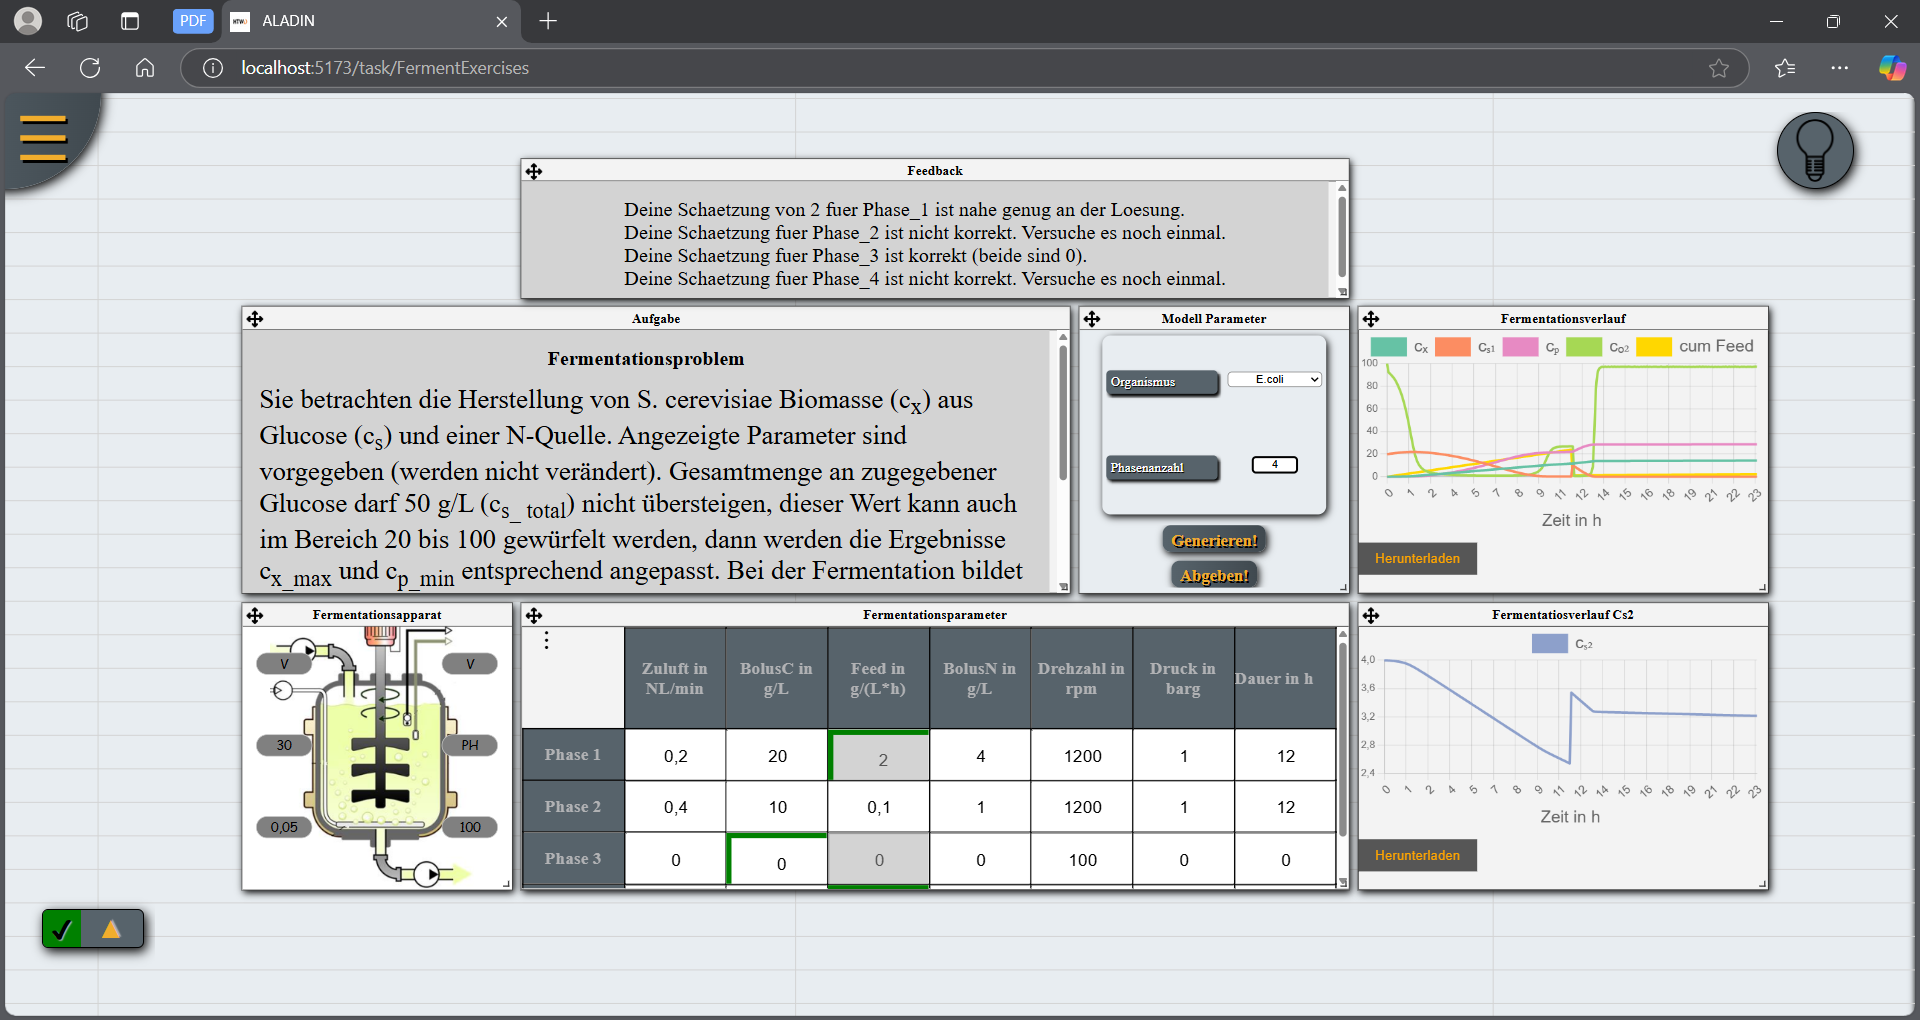 PDF
HTW
ALADIN
localhost:5173/task/FermentExercises
Feedback
Deine Schaetzung von 2 fuer Phase_1 ist nahe genug an der Loesung.
Deine Schaetzung fuer Phase_2 ist nicht korrekt. Versuche es noch einmal.
Deine Schaetzung fuer Phase_3 ist korrekt (beide sind 0).
Deine Schaetzung fuer Phase_4 ist nicht korrekt. Versuche es noch einmal.
Aufgabe
Fermentationsproblem
Sie betrachten die Herstellung von S. cerevisiae Biomasse (cx) aus
Glucose (cs) und einer N-Quelle. Angezeigte Parameter sind
vorgegeben (werden nicht verändert). Gesamtmenge an zugegebener
Glucose darf 50 g/L (cs_ total) nicht übersteigen, dieser Wert kann auch
im Bereich 20 bis 100 gewürfelt werden, dann werden die Ergebnisse
cx_max und cp_min entsprechend angepasst. Bei der Fermentation bildet
Modell Parameter
Organismus
E.coli
Phasenanzahl
4
Generieren!
Abgeben!
Fermentationsverlauf
cx cs1 cp co2 cum Feed
100
80
60
40
20
0
0 1 2 4 5 7 8 9 11 12 14 15 16 18 19 21 22 23
Zeit in h
Herunterladen
Fermentationsapparat
V V
30 PH
0,05 100
Fermentationsparameter
Zuluft in NL/min BolusC in g/L Feed in g/(L*h) BolusN in g/L Drehzahl in rpm Druck in barg Dauer in h
Phase 1 0,2 20 2 4 1200 1 12
Phase 2 0,4 10 0,1 1 1200 1 12
Phase 3 0 0 0 0 100 0 0
Fermentatiosverlauf Cs2
cs2
4,0
3,6
3,2
2,8
2,4
0 1 2 4 5 7 8 9 11 12 14 15 16 18 19 21 22 23
Zeit in h
Herunterladen